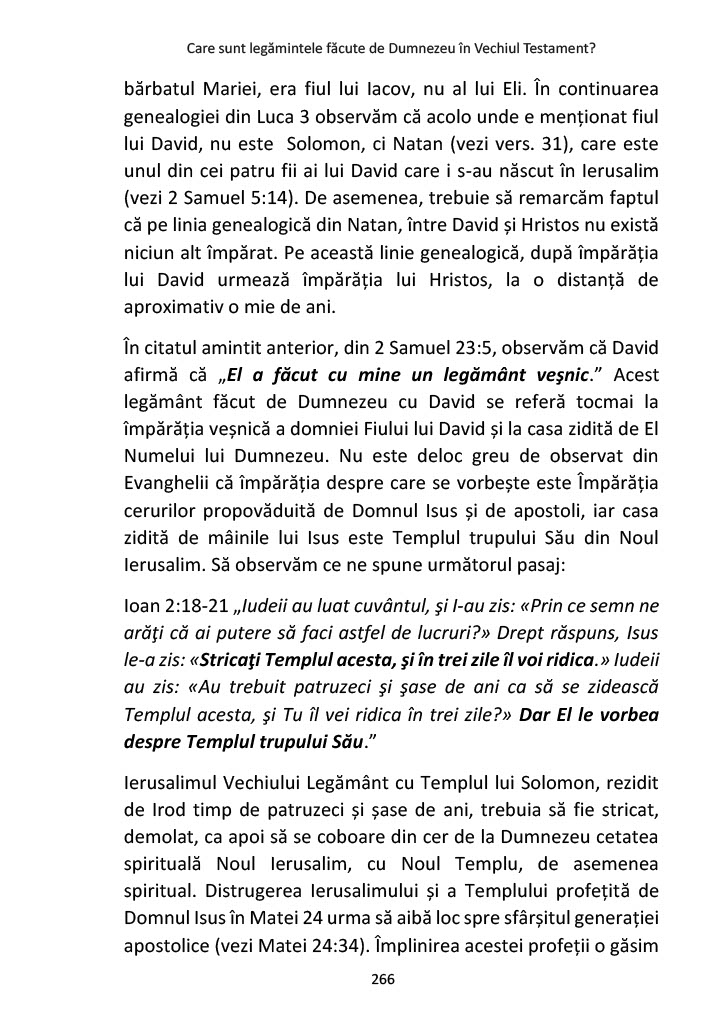 Care sunt legămintele făcute de Dumnezeu în Vechiul Testament?
bărbatul Mariei, era fiul lui Iacov, nu al lui Eli. În continuarea
genealogiei din Luca 3 observăm că acolo unde e menționat fiul
lui David, nu este  Solomon, ci Natan (vezi vers. 31), care este
unul din cei patru fii ai lui David care i s-au născut în Ierusalim
(vezi 2 Samuel 5:14). De asemenea, trebuie să remarcăm faptul
că pe linia genealogică din Natan, între David și Hristos nu există
niciun alt împărat. Pe această linie genealogică, după împărăția
lui David urmează împărăția lui Hristos, la o distanță de
aproximativ o mie de ani.
În citatul amintit anterior, din 2 Samuel 23:5, observăm că David
afirmă că „El a făcut cu mine un legământ veşnic.” Acest
legământ făcut de Dumnezeu cu David se referă tocmai la
împărăția veșnică a domniei Fiului lui David și la casa zidită de El
Numelui lui Dumnezeu. Nu este deloc greu de observat din
Evanghelii că împărăția despre care se vorbește este Împărăția
cerurilor propovăduită de Domnul Isus și de apostoli, iar casa
zidită de mâinile lui Isus este Templul trupului Său din Noul
Ierusalim. Să observăm ce ne spune următorul pasaj:
Ioan 2:18-21 „Iudeii au luat cuvântul, şi I-au zis: «Prin ce semn ne
arăţi că ai putere să faci astfel de lucruri?» Drept răspuns, Isus
le-a zis: «Stricaţi Templul acesta, şi în trei zile îl voi ridica.» Iudeii
au zis: «Au trebuit patruzeci şi şase de ani ca să se zidească
Templul acesta, şi Tu îl vei ridica în trei zile?» Dar El le vorbea
despre Templul trupului Său.”
Ierusalimul Vechiului Legământ cu Templul lui Solomon, rezidit
de Irod timp de patruzeci și șase de ani, trebuia să fie stricat,
demolat, ca apoi să se coboare din cer de la Dumnezeu cetatea
spirituală Noul Ierusalim, cu Noul Templu, de asemenea
spiritual. Distrugerea Ierusalimului și a Templului profețită de
Domnul Isus în Matei 24 urma să aibă loc spre sfârșitul generației
apostolice (vezi Matei 24:34). Împlinirea acestei profeții o găsim
266